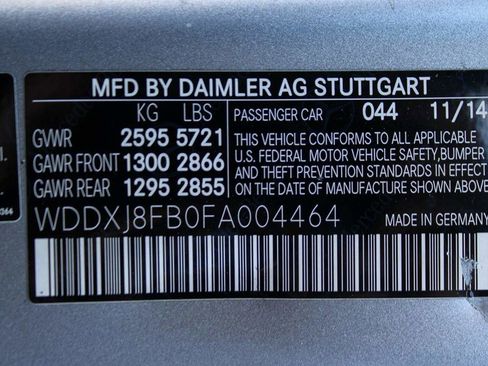 MFD BY DAIMLER AG STUTTGART
KG LBS
PASSENGER CAR 044 11/14
GVWR 2595 5721
GAWR FRONT 1300 2866
GAWR REAR 1295 2855
THIS VEHICLE CONFORMS TO ALL APPLICABLE
U.S. FEDERAL MOTOR VEHICLE SAFETY, BUMPER
AND THEFT PREVENTION STANDARDS IN EFFECT
ON THE DATE OF MANUFACTURE SHOWN ABOVE.
WDDXJ8FB0FA004464
MADE IN GERMANY